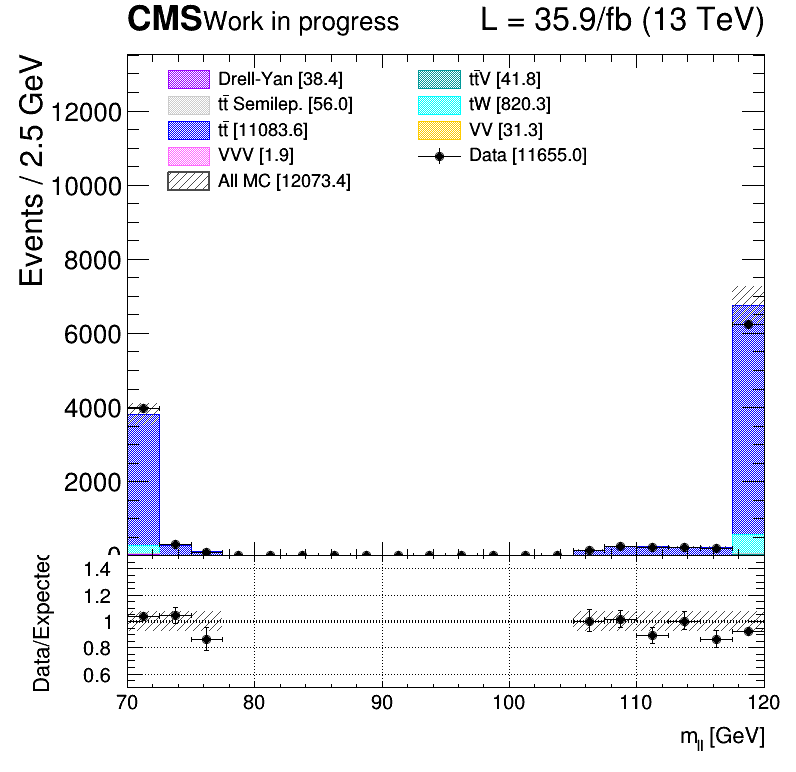 CMS Work in progress L = 35.9/fb (13 TeV)
Events / 2.5 GeV
12000
10000
8000
6000
4000
2000
0
Drell-Yan [38.4]
tt̄ Semilep. [56.0]
tt̄ [11083.6]
VVV [1.9]
All MC [12073.4]
tt̄V [41.8]
tW [820.3]
VV [31.3]
Data [11655.0]
Data/Expected
1.4
1.2
1
0.8
0.6
70 80 90 100 110 120
m_ll [GeV]